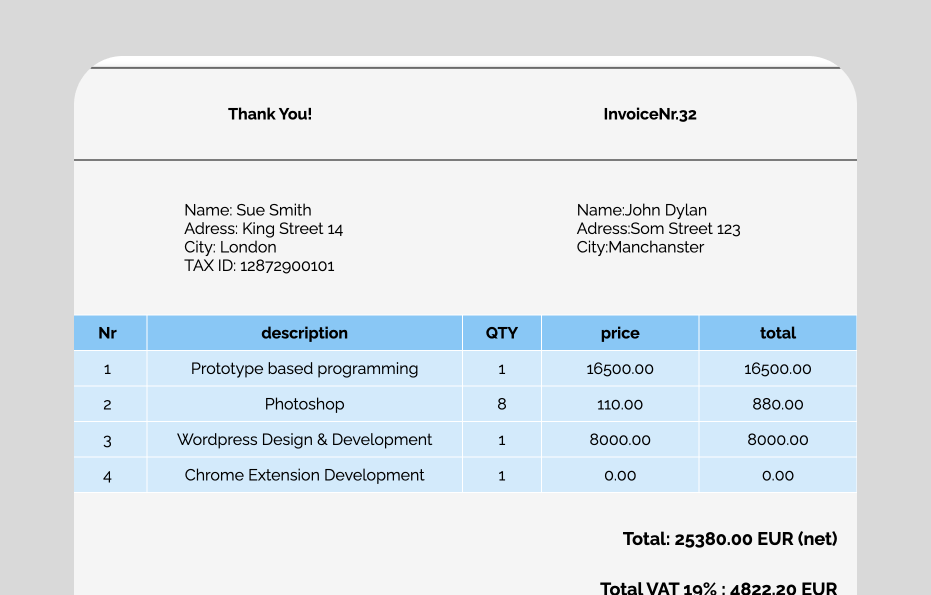 Thank You!
InvoiceNr.32
Name: Sue Smith
Adress: King Street 14
City: London
TAX ID: 12872900101
Name:John Dylan
Adress:Som Street 123
City:Manchanster
Nr description QTY price total
1 Prototype based programming 1 16500.00 16500.00
2 Photoshop 8 110.00 880.00
3 Wordpress Design & Development 1 8000.00 8000.00
4 Chrome Extension Development 1 0.00 0.00
Total: 25380.00 EUR (net)
Total VAT 19% : 4822.20 EUR